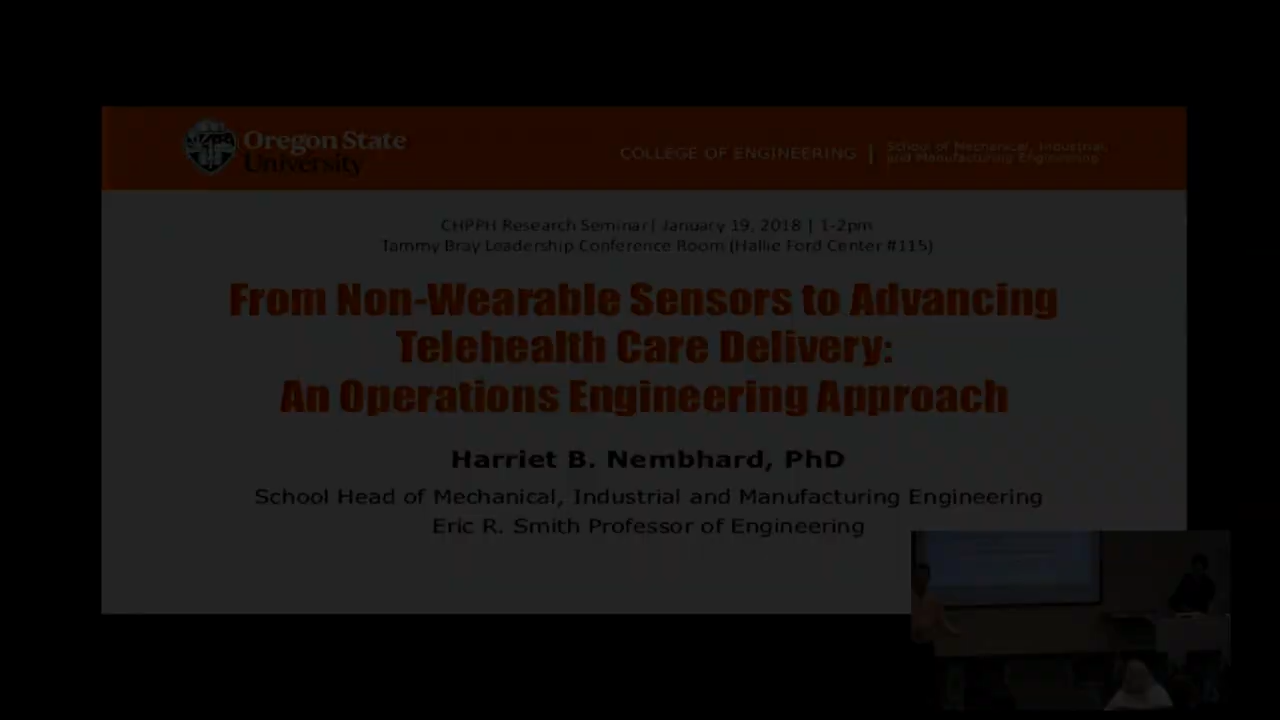 Oregon State
University
COLLEGE OF ENGINEERING | School of Mechanical, Industrial,
and Manufacturing Engineering
CHPPH Research Seminar| January 19, 2018 | 1-2pm
Tammy Bray Leadership Conference Room (Hallie Ford Center #115)
From Non-Wearable Sensors to Advancing
Telehealth Care Delivery:
An Operations Engineering Approach
Harriet B. Nembhard, PhD
School Head of Mechanical, Industrial and Manufacturing Engineering
Eric R. Smith Professor of Engineering